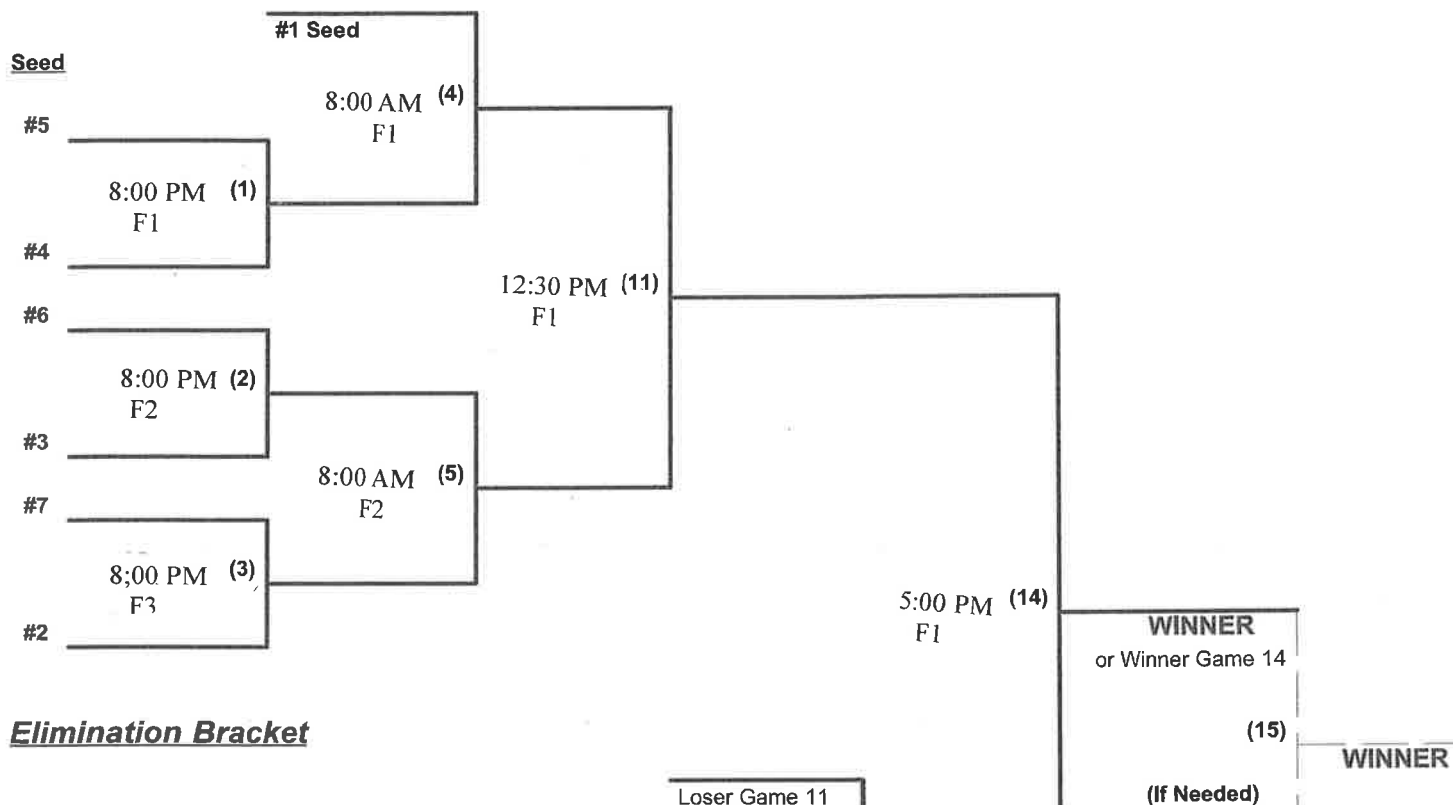 #1 Seed
Seed
8:00 AM (4)
F1
#5
8:00 PM (1)
F1
#4
12:30 PM (11)
F1
#6
8:00 PM (2)
F2
#3
8:00 AM (5)
F2
#7
8;00 PM (3)
F3
#2
5:00 PM (14)
F1
WINNER
or Winner Game 14
Elimination Bracket
(15)
WINNER
Loser Game 11
(If Needed)